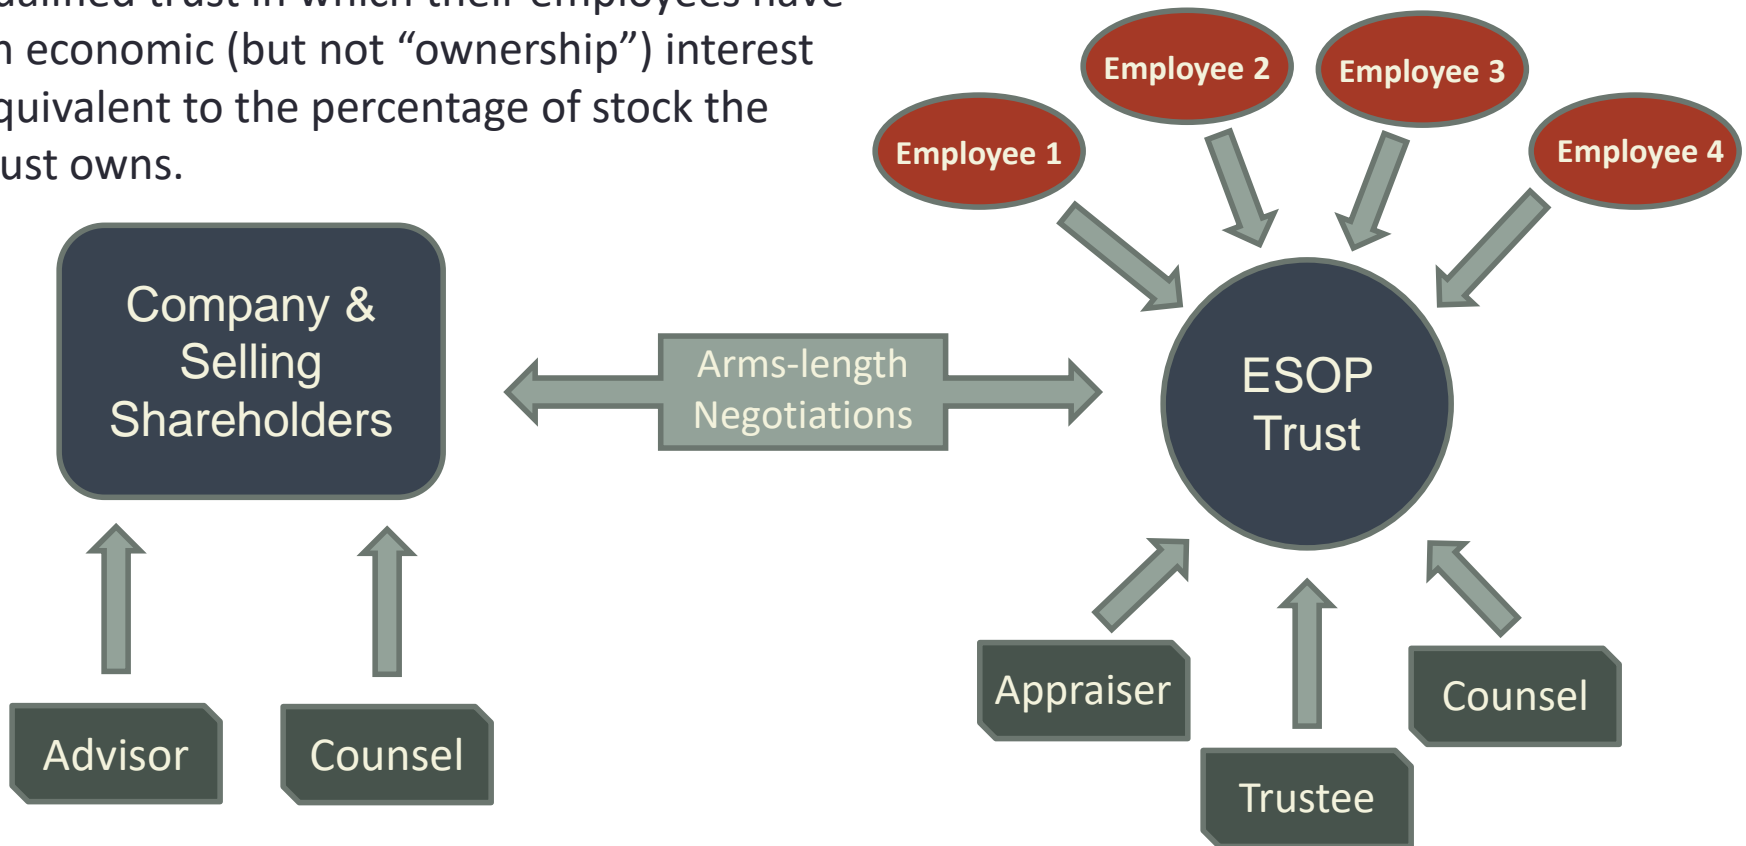 in economic (but not “ownership”) interest
quivalent to the percentage of stock the
ust owns.
Employee 1
Employee 2
Employee 3
Employee 4
Company &
Selling
Shareholders
Arms-length
Negotiations
ESOP
Trust
Advisor
Counsel
Appraiser
Trustee
Counsel